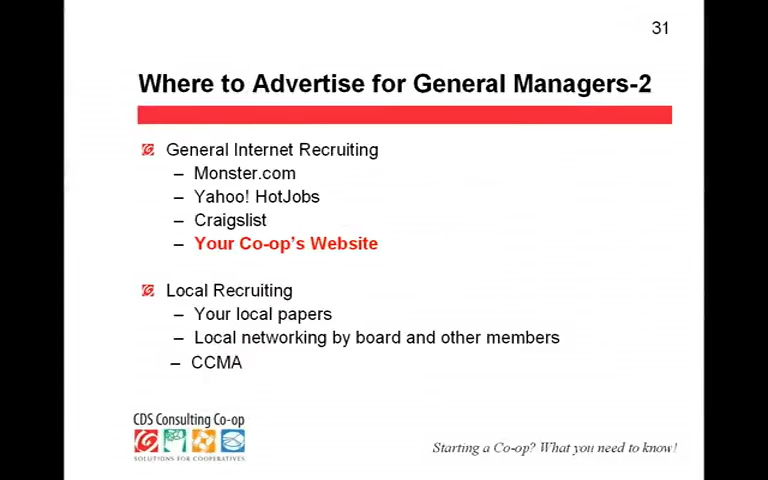 31
Where to Advertise for General Managers-2
General Internet Recruiting
– Monster.com
– Yahoo! HotJobs
– Craigslist
– Your Co-op's Website
Local Recruiting
– Your local papers
– Local networking by board and other members
– CCMA
CDS Consulting Co-op
SOLUTIONS FOR COOPERATIVES
Starting a Co-op? What you need to know!